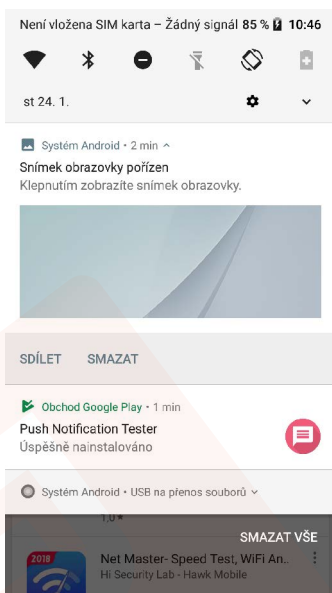 Není vložena SIM karta – Žádný signál 85 % 10:46
st 24. 1.
Systém Android • 2 min
Snímek obrazovky pořízen
Klepnutím zobrazíte snímek obrazovky.
SDÍLET SMAZAT
Obchod Google Play • 1 min
Push Notification Tester
Úspěšně nainstalováno
Systém Android • USB na přenos souborů
1,0 ★
SMAZAT VŠE
2018
Net Master- Speed Test, WiFi An..
Hi Security Lab - Hawk Mobile